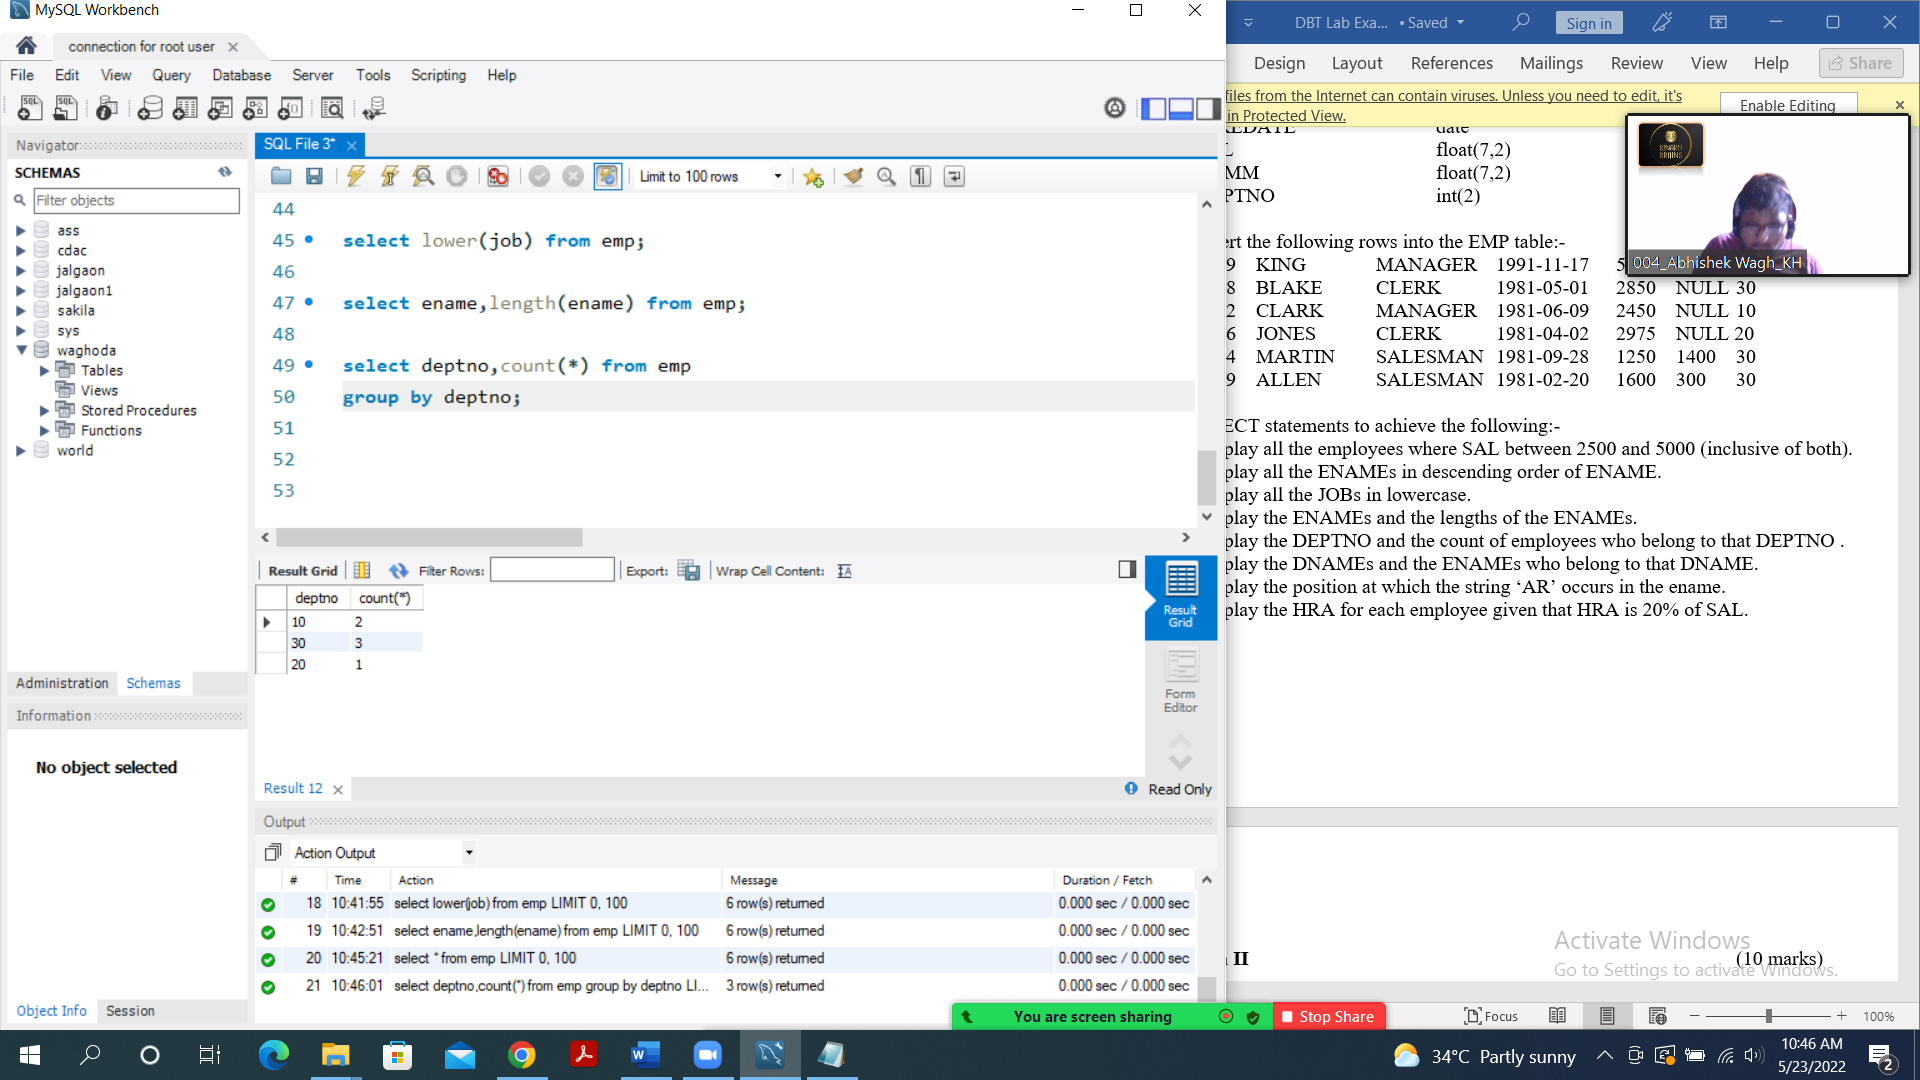 MySQL Workbench
connection for root user
File Edit View Query Database Server Tools Scripting Help
Navigator
SCHEMAS
Filter objects
ass
cdac
jalgaon
jalgaon1
sakila
sys
waghoda
Tables
Views
Stored Procedures
Functions
world
Administration Schemas
Information
No object selected
Object Info Session
SQL File 3*
Limit to 100 rows
44
45 select lower(job) from emp;
46
47 select ename,length(ename) from emp;
48
49 select deptno,count(*) from emp
50 group by deptno;
51
52
53
Result Grid Filter Rows: Export: Wrap Cell Content:
deptno count(*)
10 2
30 3
20 1
Result Grid
Form Editor
Result 12 Read Only
Output
Action Output
# Time Action Message Duration / Fetch
18 10:41:55 select lower(job) from emp LIMIT 0, 100 6 row(s) returned 0.000 sec / 0.000 sec
19 10:42:51 select ename,length(ename) from emp LIMIT 0, 100 6 row(s) returned 0.000 sec / 0.000 sec
20 10:45:21 select * from emp LIMIT 0, 100 6 row(s) returned 0.000 sec / 0.000 sec
21 10:46:01 select deptno,count(*) from emp group by deptno LI... 3 row(s) returned 0.000 sec / 0.000 sec
You are screen sharing Stop Share
DBT Lab Exa... • Saved Sign in
Design Layout References Mailings Review View Help Share
files from the Internet can contain viruses. Unless you need to edit, it's
in Protected View.
Enable Editing
EDATE date
L float(7,2)
MM float(7,2)
PTNO int(2)
BINARY BRAINS
004_Abhishek Wagh_KH
ert the following rows into the EMP table:-
9 KING MANAGER 1991-11-17 5
8 BLAKE CLERK 1981-05-01 2850 NULL 30
2 CLARK MANAGER 1981-06-09 2450 NULL 10
6 JONES CLERK 1981-04-02 2975 NULL 20
4 MARTIN SALESMAN 1981-09-28 1250 1400 30
9 ALLEN SALESMAN 1981-02-20 1600 300 30
ECT statements to achieve the following:-
play all the employees where SAL between 2500 and 5000 (inclusive of both).
play all the ENAMEs in descending order of ENAME.
play all the JOBs in lowercase.
play the ENAMEs and the lengths of the ENAMEs.
play the DEPTNO and the count of employees who belong to that DEPTNO .
play the DNAMEs and the ENAMEs who belong to that DNAME.
play the position at which the string ‘AR’ occurs in the ename.
play the HRA for each employee given that HRA is 20% of SAL.
II (10 marks)
Activate Windows
Go to Settings to activate Windows.
Focus 100%
34°C Partly sunny
10:46 AM
5/23/2022
2